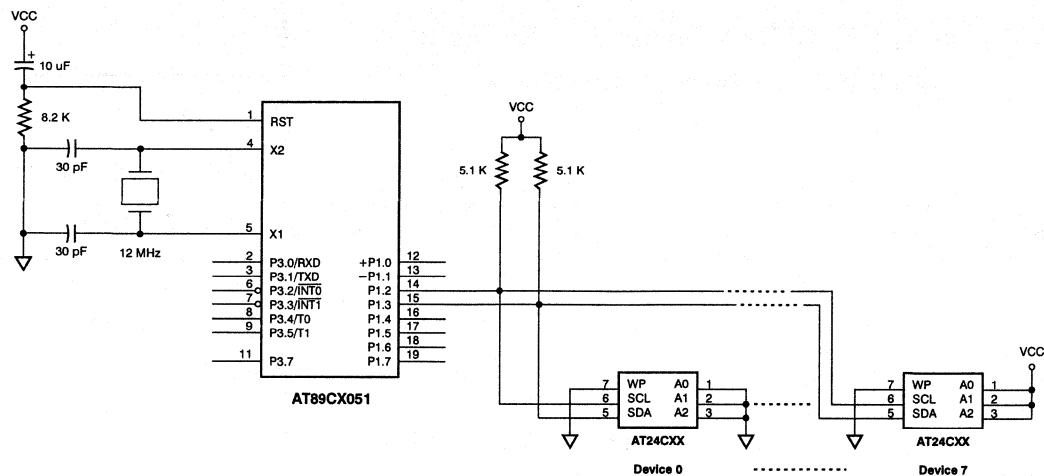 VCC
+
10 uF
8.2 K
30 pF
30 pF
12 MHz
1 RST
4 X2
5 X1
2 P3.0/RXD
3 P3.1/TXD
6 P3.2/INT0
7 P3.3/INT1
8 P3.4/T0
9 P3.5/T1
11 P3.7
+P1.0 12
−P1.1 13
P1.2 14
P1.3 15
P1.4 16
P1.5 17
P1.6 18
P1.7 19
AT89CX051
VCC
5.1 K
5.1 K
7 WP A0 1
6 SCL A1 2
5 SDA A2 3
AT24CXX
Device 0
VCC
7 WP A0 1
6 SCL A1 2
5 SDA A2 3
AT24CXX
Device 7